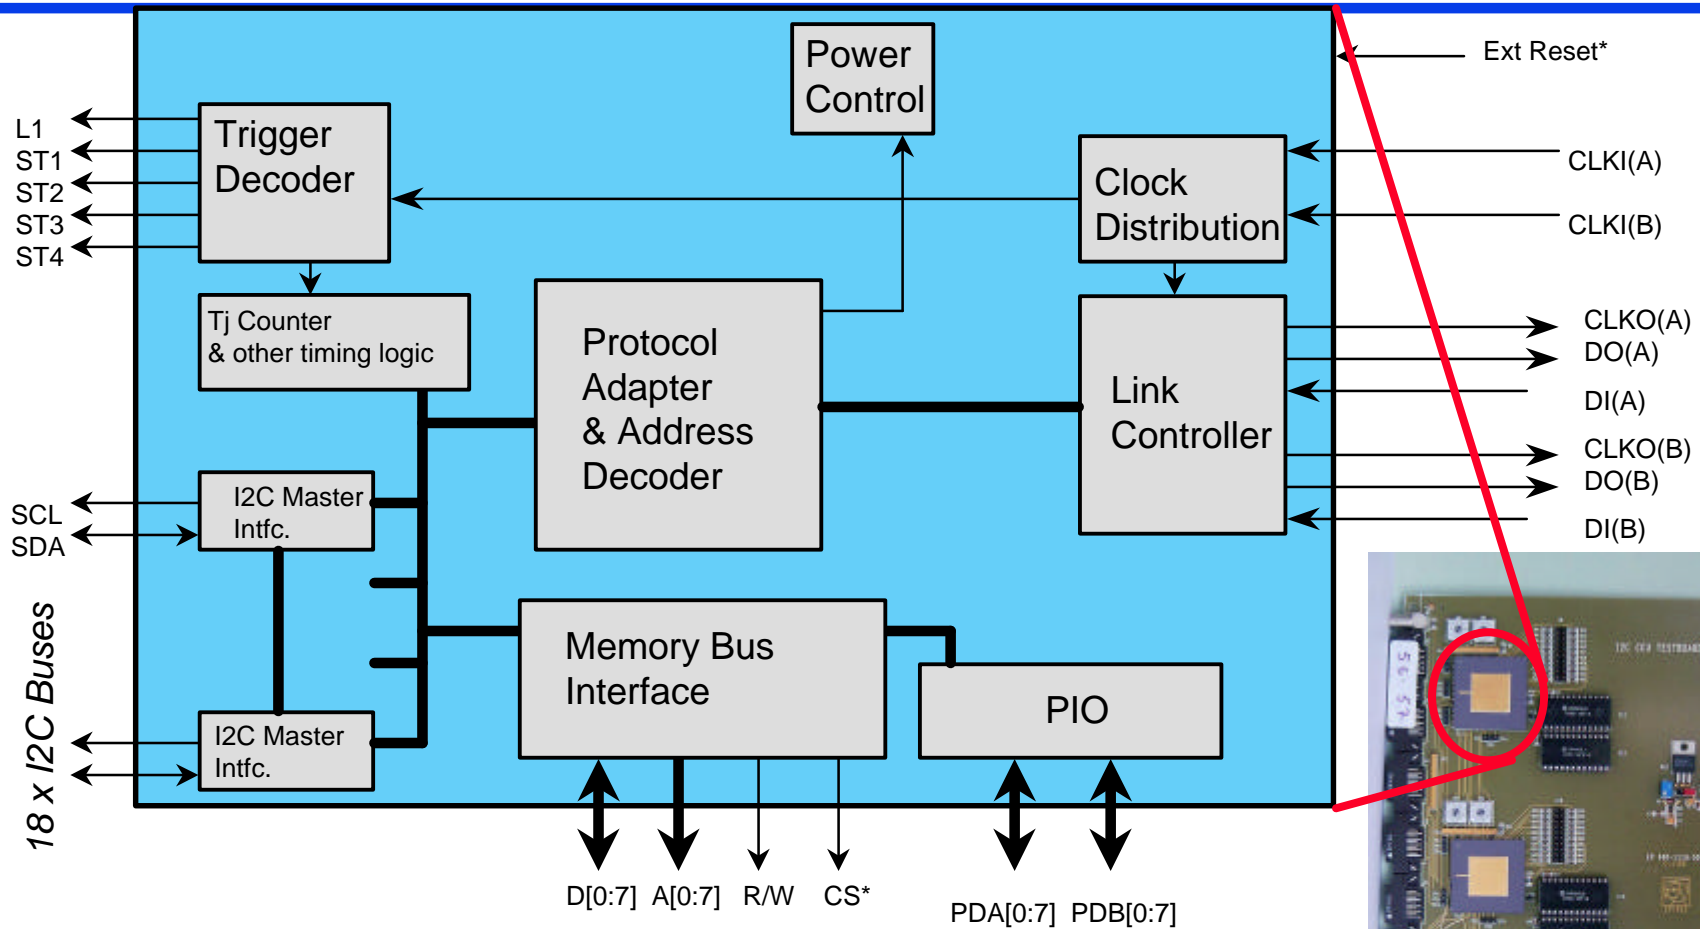 Power
Control
Ext Reset*
Trigger
Decoder
L1
ST1
ST2
ST3
ST4
Clock
Distribution
CLKI(A)
CLKI(B)
Tj Counter
& other timing logic
Protocol
Adapter
& Address
Decoder
Link
Controller
CLKO(A)
DO(A)
DI(A)
CLKO(B)
DO(B)
DI(B)
I2C Master
Intfc.
SCL
SDA
18 x I2C Buses
I2C Master
Intfc.
Memory Bus
Interface
PIO
D[0:7]
A[0:7]
R/W
CS*
PDA[0:7]
PDB[0:7]
I2C CCU TESTBOARD